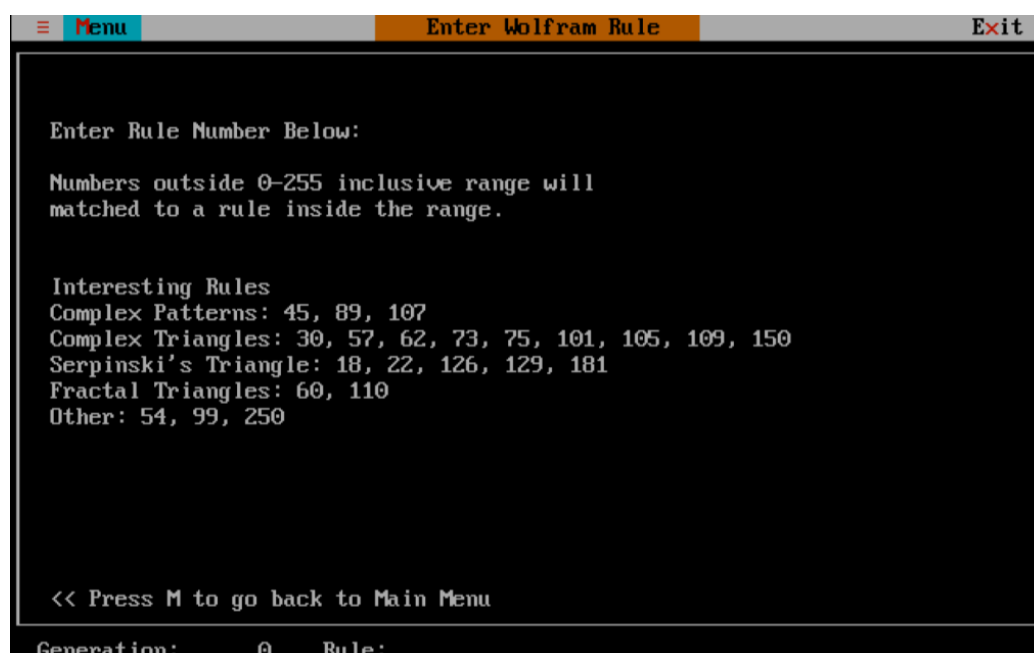 ≡ Menu Enter Wolfram Rule Exit
Enter Rule Number Below:
Numbers outside 0-255 inclusive range will
matched to a rule inside the range.
Interesting Rules
Complex Patterns: 45, 89, 107
Complex Triangles: 30, 57, 62, 73, 75, 101, 105, 109, 150
Serpinski's Triangle: 18, 22, 126, 129, 181
Fractal Triangles: 60, 110
Other: 54, 99, 250
<< Press M to go back to Main Menu
Generation: 0 Rule: